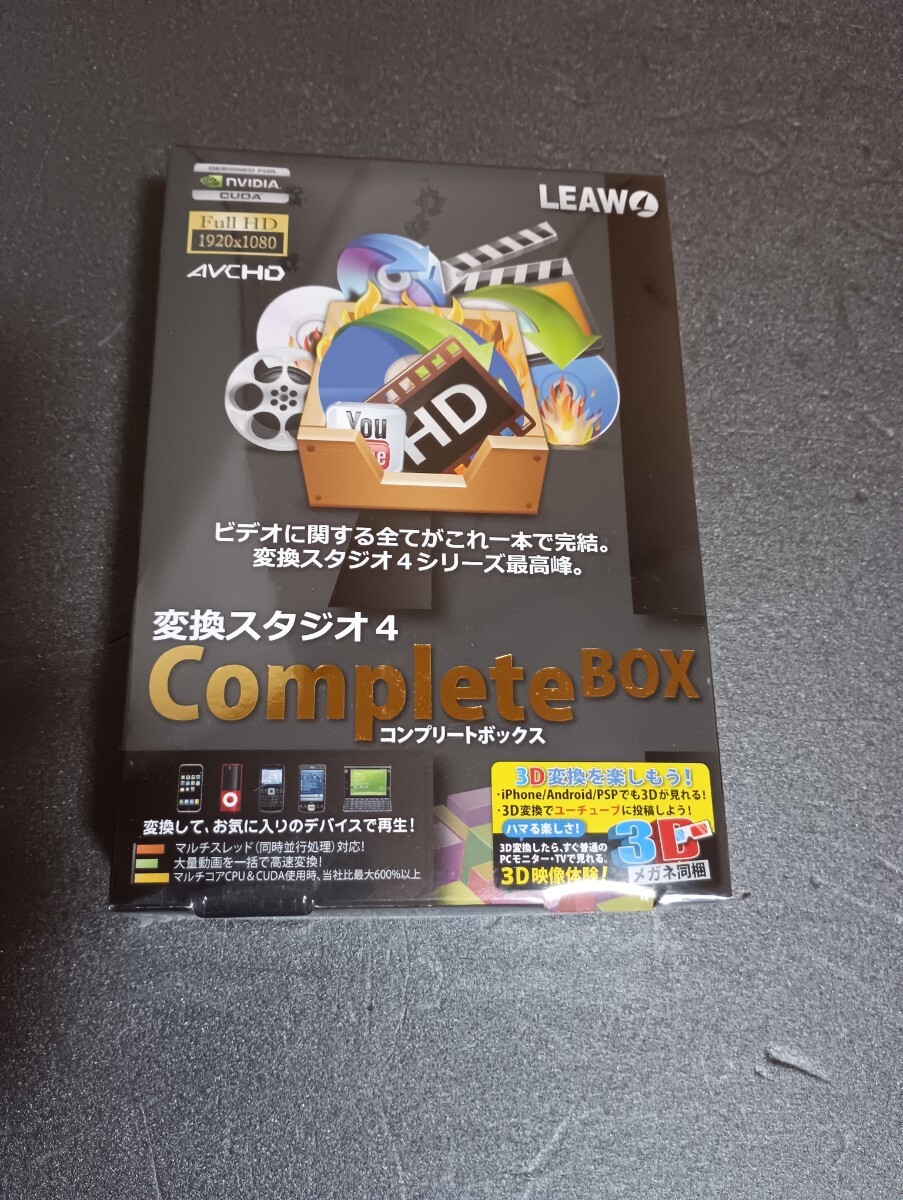 DESIGNED FOR
NVIDIA
CUDA
Full HD
1920x1080
AVCHD
LEAWO
HD
You
ビデオに関する全てがこれ一本で完結。
変換スタジオ4シリーズ最高峰。
変換スタジオ4
Complete BOX
コンプリートボックス
変換して、お気に入りのデバイスで再生!
マルチスレッド(同時並行処理)対応!
大量動画を一括で高速変換!
マルチコアCPU&CUDA使用時、当社比最大600%以上
3D変換を楽しもう!
・iPhone/Android/PSPでも3Dが見れる!
・3D変換でユーチューブに投稿しよう!
ハマる楽しさ!
3D変換したら、すぐ普通の
PCモニター・TVで見れる。
3D映像体験!
3D
メガネ同梱